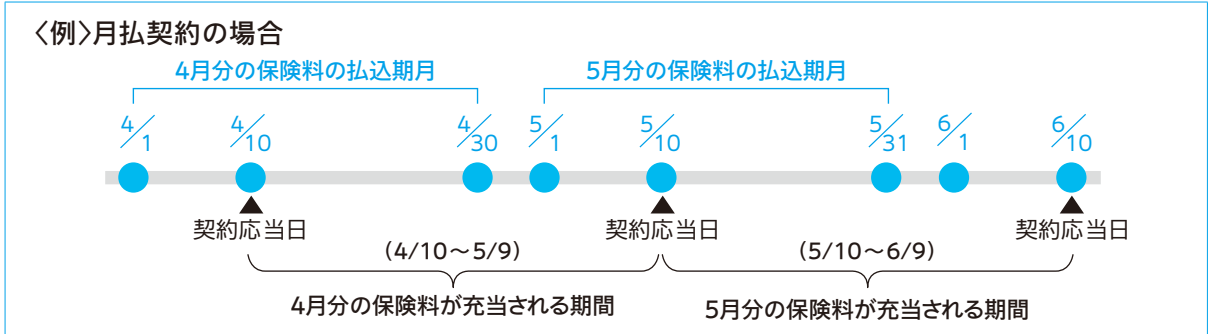 〈例〉月払契約の場合
4月分の保険料の払込期月 5月分の保険料の払込期月
4/1 4/10 4/30 5/1 5/10 5/31 6/1 6/10
契約応当日 契約応当日 契約応当日
(4/10～5/9) (5/10～6/9)
4月分の保険料が充当される期間 5月分の保険料が充当される期間